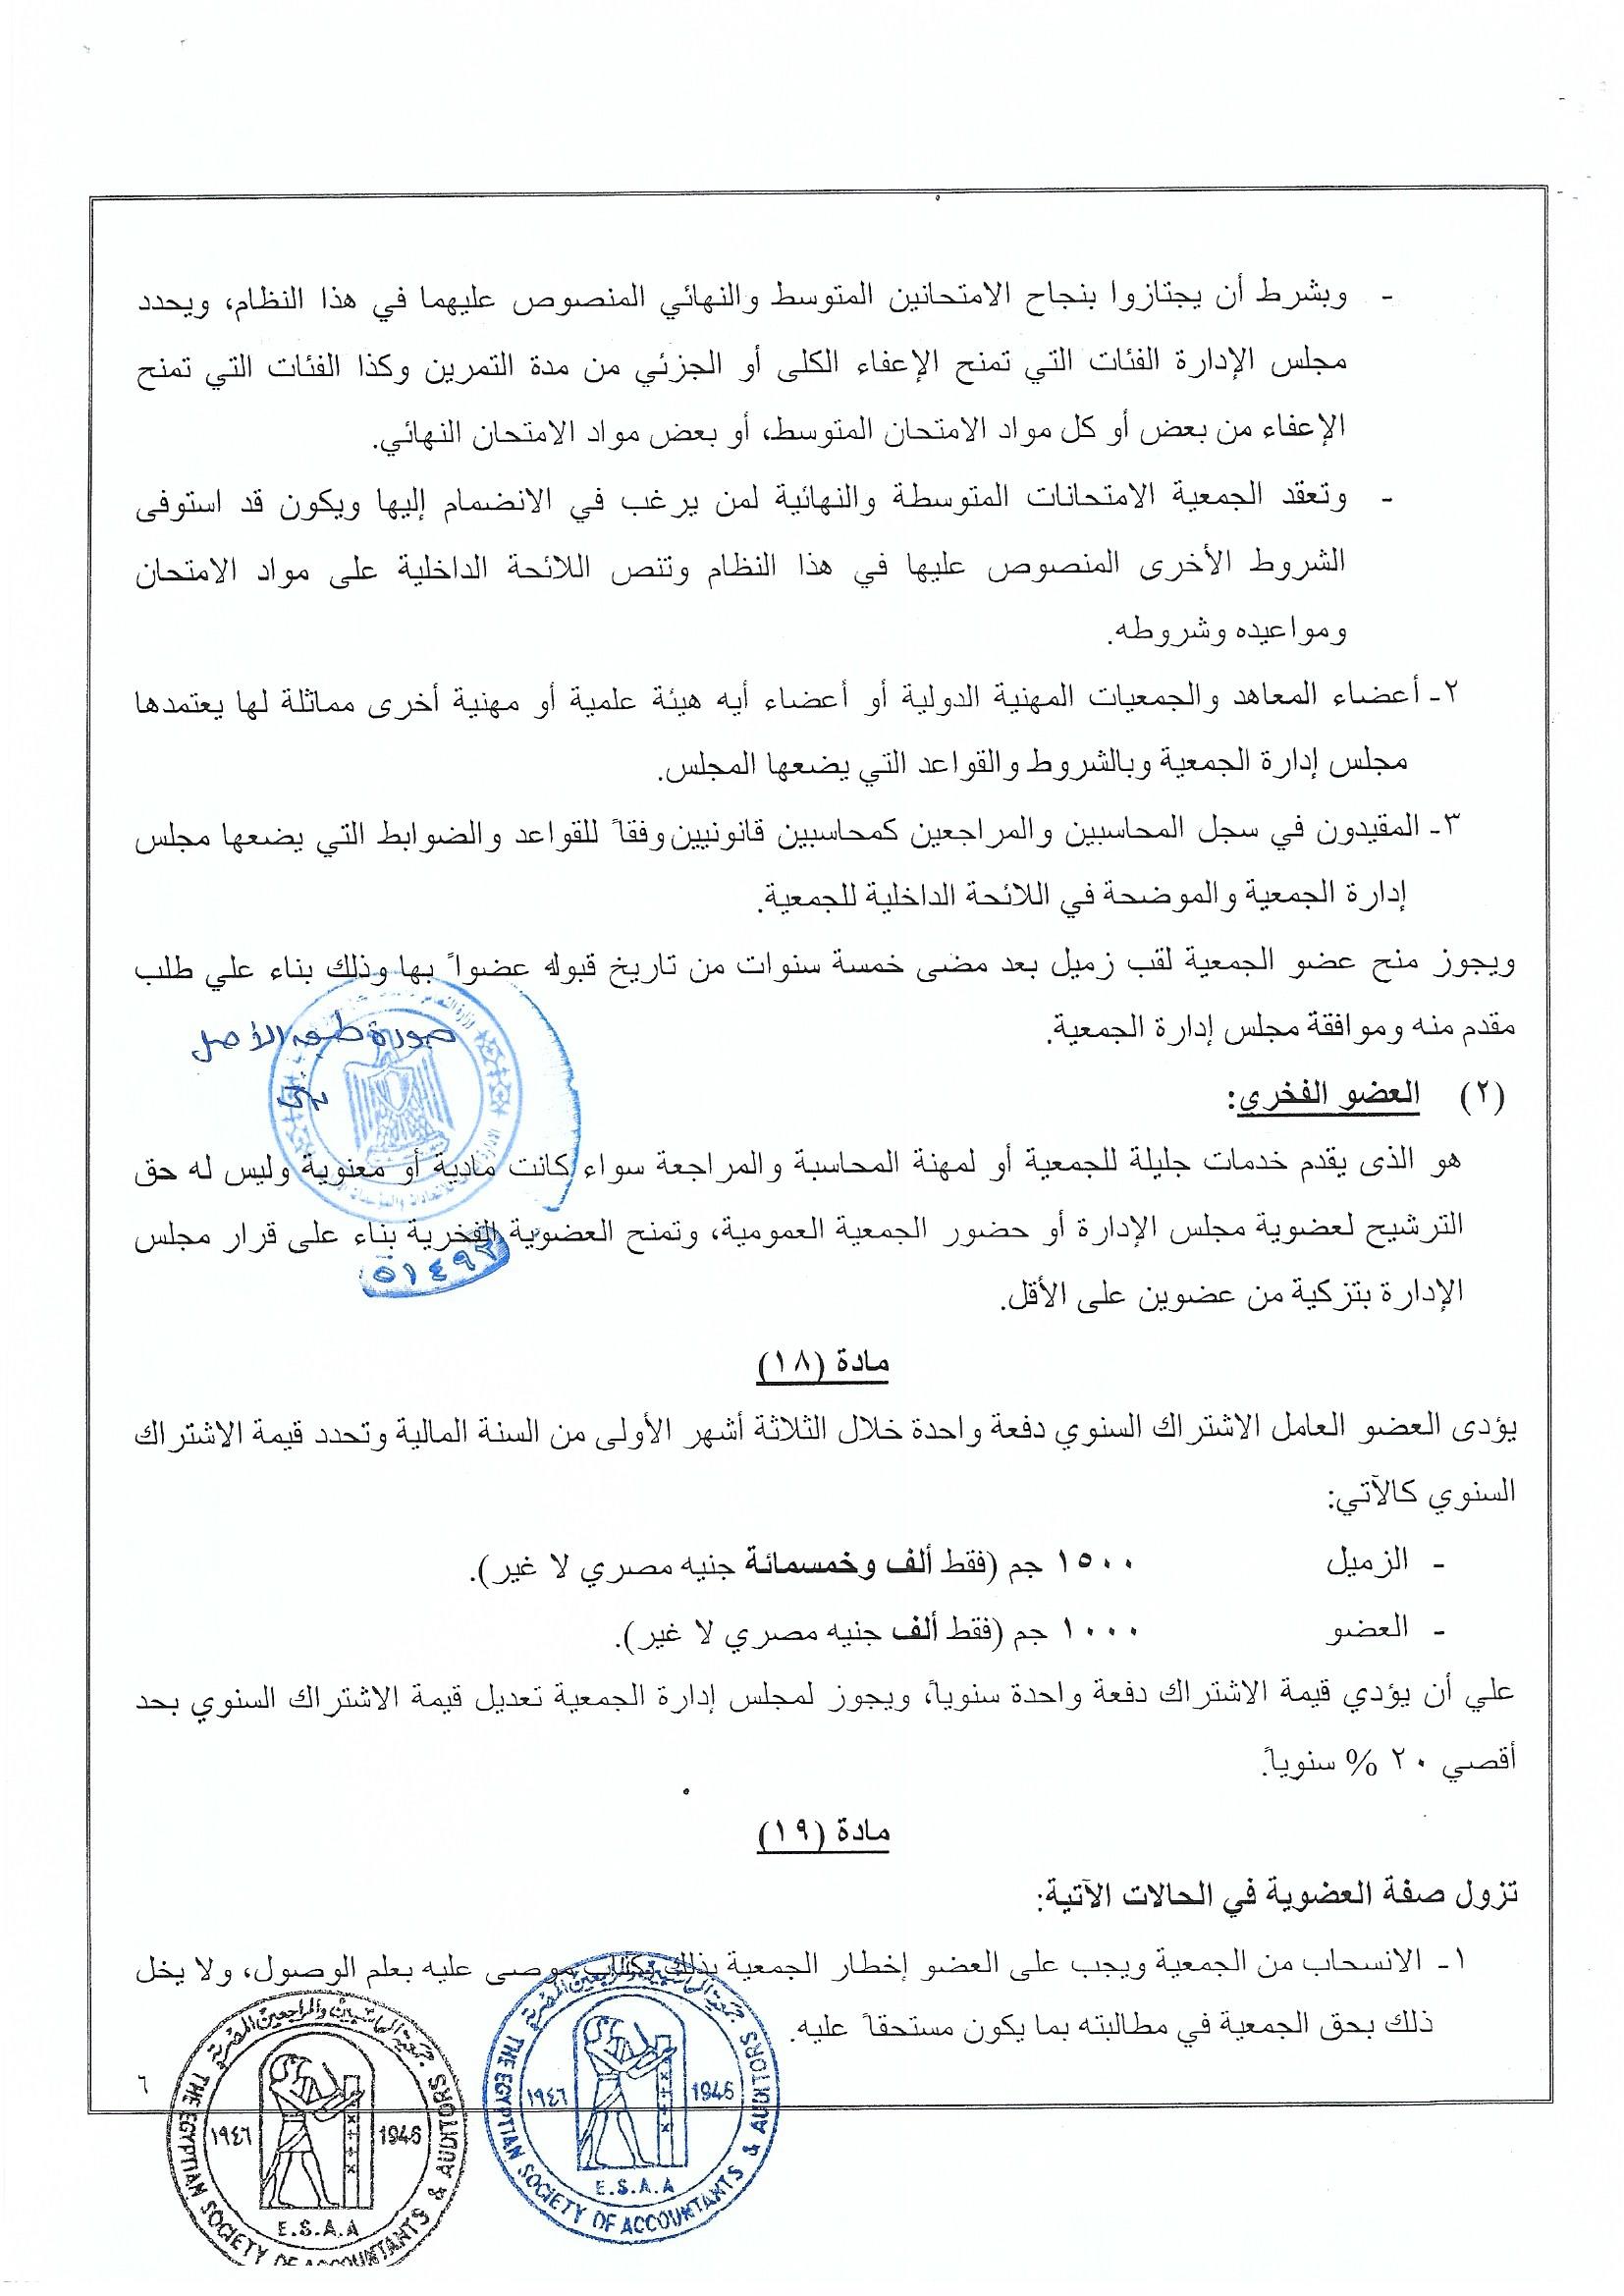 - وبشرط أن يجتازوا بنجاح الامتحانين المتوسط والنهائي المنصوص عليهما في هذا النظام، ويحدد
مجلس الإدارة الفئات التي تمنح الإعفاء الكلى أو الجزئي من مدة التمرين وكذا الفئات التي تمنح
الإعفاء من بعض أو كل مواد الامتحان المتوسط، أو بعض مواد الامتحان النهائي.
- وتعقد الجمعية الامتحانات المتوسطة والنهائية لمن يرغب في الانضمام إليها ويكون قد استوفى
الشروط الأخرى المنصوص عليها في هذا النظام وتنص اللائحة الداخلية على مواد الامتحان
ومواعيده وشروطه.
٢- أعضاء المعاهد والجمعيات المهنية الدولية أو أعضاء أيه هيئة علمية أو مهنية أخرى مماثلة لها يعتمدها
مجلس إدارة الجمعية وبالشروط والقواعد التي يضعها المجلس.
٣- المقيدون في سجل المحاسبين والمراجعين كمحاسبين قانونيين وفقاً للقواعد والضوابط التي يضعها مجلس
إدارة الجمعية والموضحة في اللائحة الداخلية للجمعية.
ويجوز منح عضو الجمعية لقب زميل بعد مضى خمسة سنوات من تاريخ قبوله عضواً بها وذلك بناء علي طلب
مقدم منه وموافقة مجلس إدارة الجمعية.
صورة طبق الأصل
(٢) العضو الفخرى:
هو الذى يقدم خدمات جليلة للجمعية أو لمهنة المحاسبة والمراجعة سواء كانت مادية أو معنوية وليس له حق
الترشيح لعضوية مجلس الإدارة أو حضور الجمعية العمومية، وتمنح العضوية الفخرية بناء على قرار مجلس
الإدارة بتزكية من عضوين على الأقل.
مادة (١٨)
يؤدى العضو العامل الاشتراك السنوي دفعة واحدة خلال الثلاثة أشهر الأولى من السنة المالية وتحدد قيمة الاشتراك
السنوي كالآتي:
- الزميل ١٥٠٠ جم (فقط ألف وخمسمائة جنيه مصري لا غير).
- العضو ١٠٠٠ جم (فقط ألف جنيه مصري لا غير).
علي أن يؤدي قيمة الاشتراك دفعة واحدة سنوياً، ويجوز لمجلس إدارة الجمعية تعديل قيمة الاشتراك السنوي بحد
أقصي ٢٠ % سنوياً.
مادة (١٩)
تزول صفة العضوية في الحالات الآتية:
١- الانسحاب من الجمعية ويجب على العضو إخطار الجمعية بذلك بكتاب موصى عليه بعلم الوصول، ولا يخل
ذلك بحق الجمعية في مطالبته بما يكون مستحقاً عليه.
٦
جمعية المحاسبين والمراجعين المصرية
THE EGYPTIAN SOCIETY OF ACCOUNTANTS & AUDITORS
١٩٤٦ 1946
E.S.A.A
جمعية المحاسبين والمراجعين المصرية
THE EGYPTIAN SOCIETY OF ACCOUNTANTS & AUDITORS
١٩٤٦ 1946
E.S.A.A